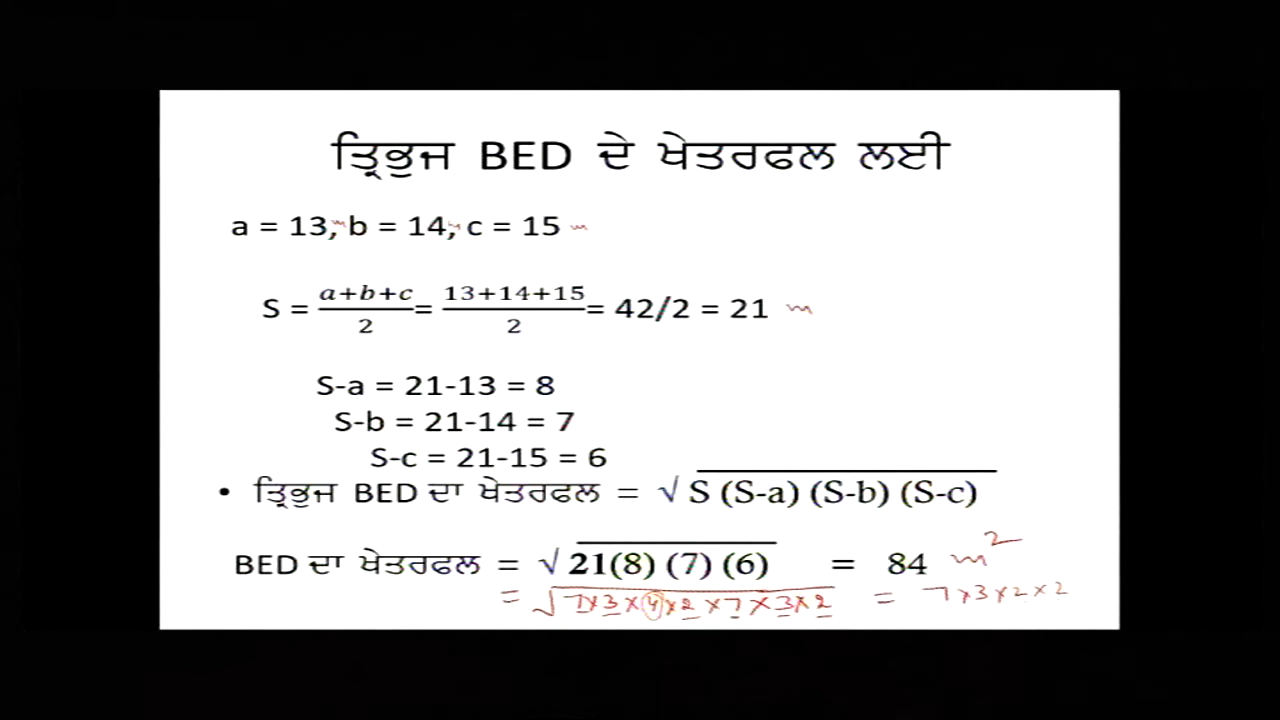 ਤ੍ਰਿਭੁਜ BED ਦੇ ਖੇਤਰਫਲ ਲਈ
a = 13, m b = 14, m c = 15 m
S = \frac{a+b+c}{2} = \frac{13+14+15}{2} = 42/2 = 21 m
S-a = 21-13 = 8
S-b = 21-14 = 7
S-c = 21-15 = 6
• ਤ੍ਰਿਭੁਜ BED ਦਾ ਖੇਤਰਫਲ = √ S (S-a) (S-b) (S-c)
BED ਦਾ ਖੇਤਰਫਲ = √ 21(8) (7) (6) = 84 m²
= √7×3×4×2×7×3×2 = 7×3×2×2